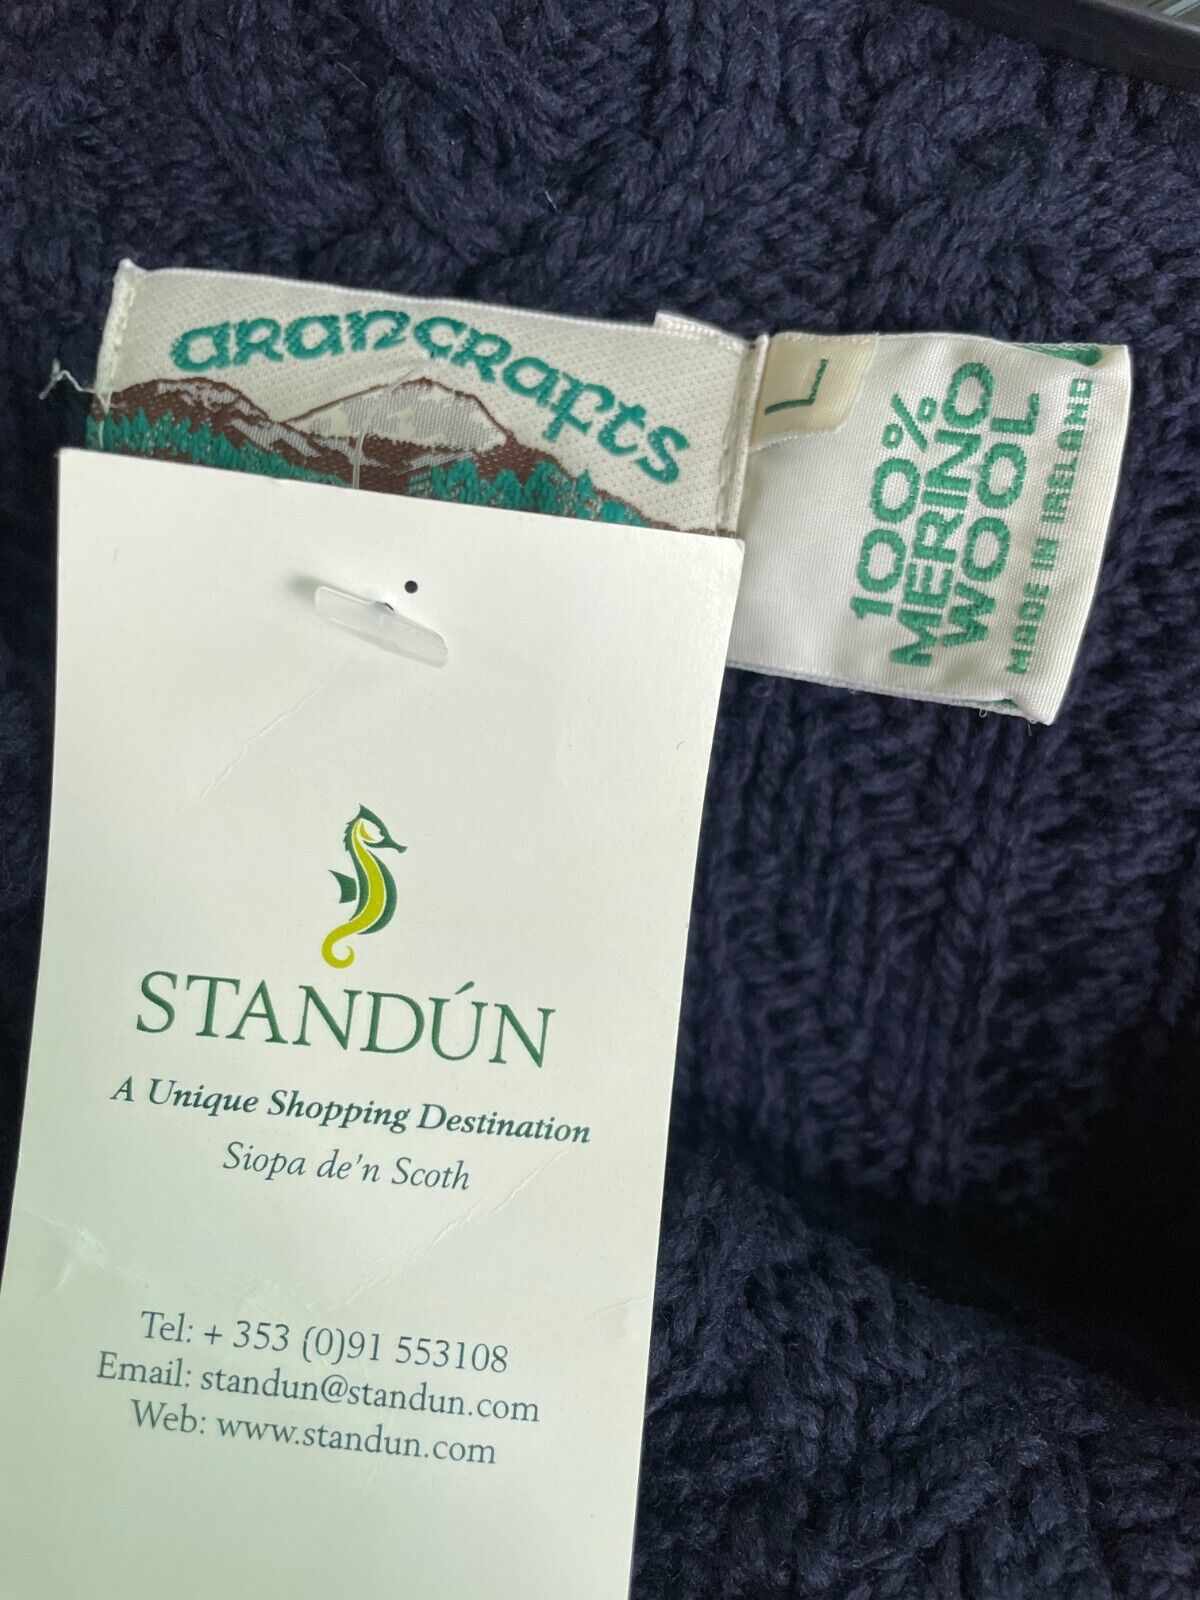 aRancRafts
L
100%
MERINO
WOOL
MADE IN IRELAND
STANDÚN
A Unique Shopping Destination
Siopa de'n Scoth
Tel: + 353 (0)91 553108
Email: standun@standun.com
Web: www.standun.com